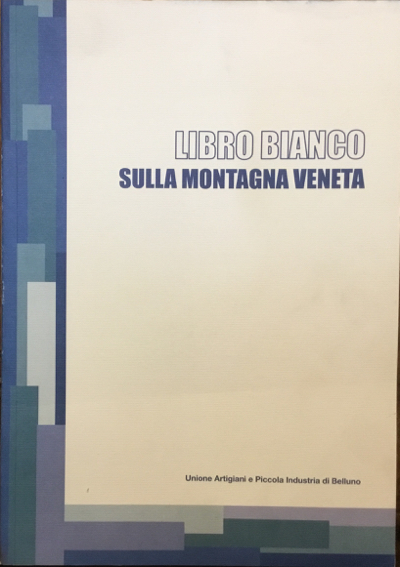 LIBRO BIANCO
SULLA MONTAGNA VENETA
Unione Artigiani e Piccola Industria di Belluno